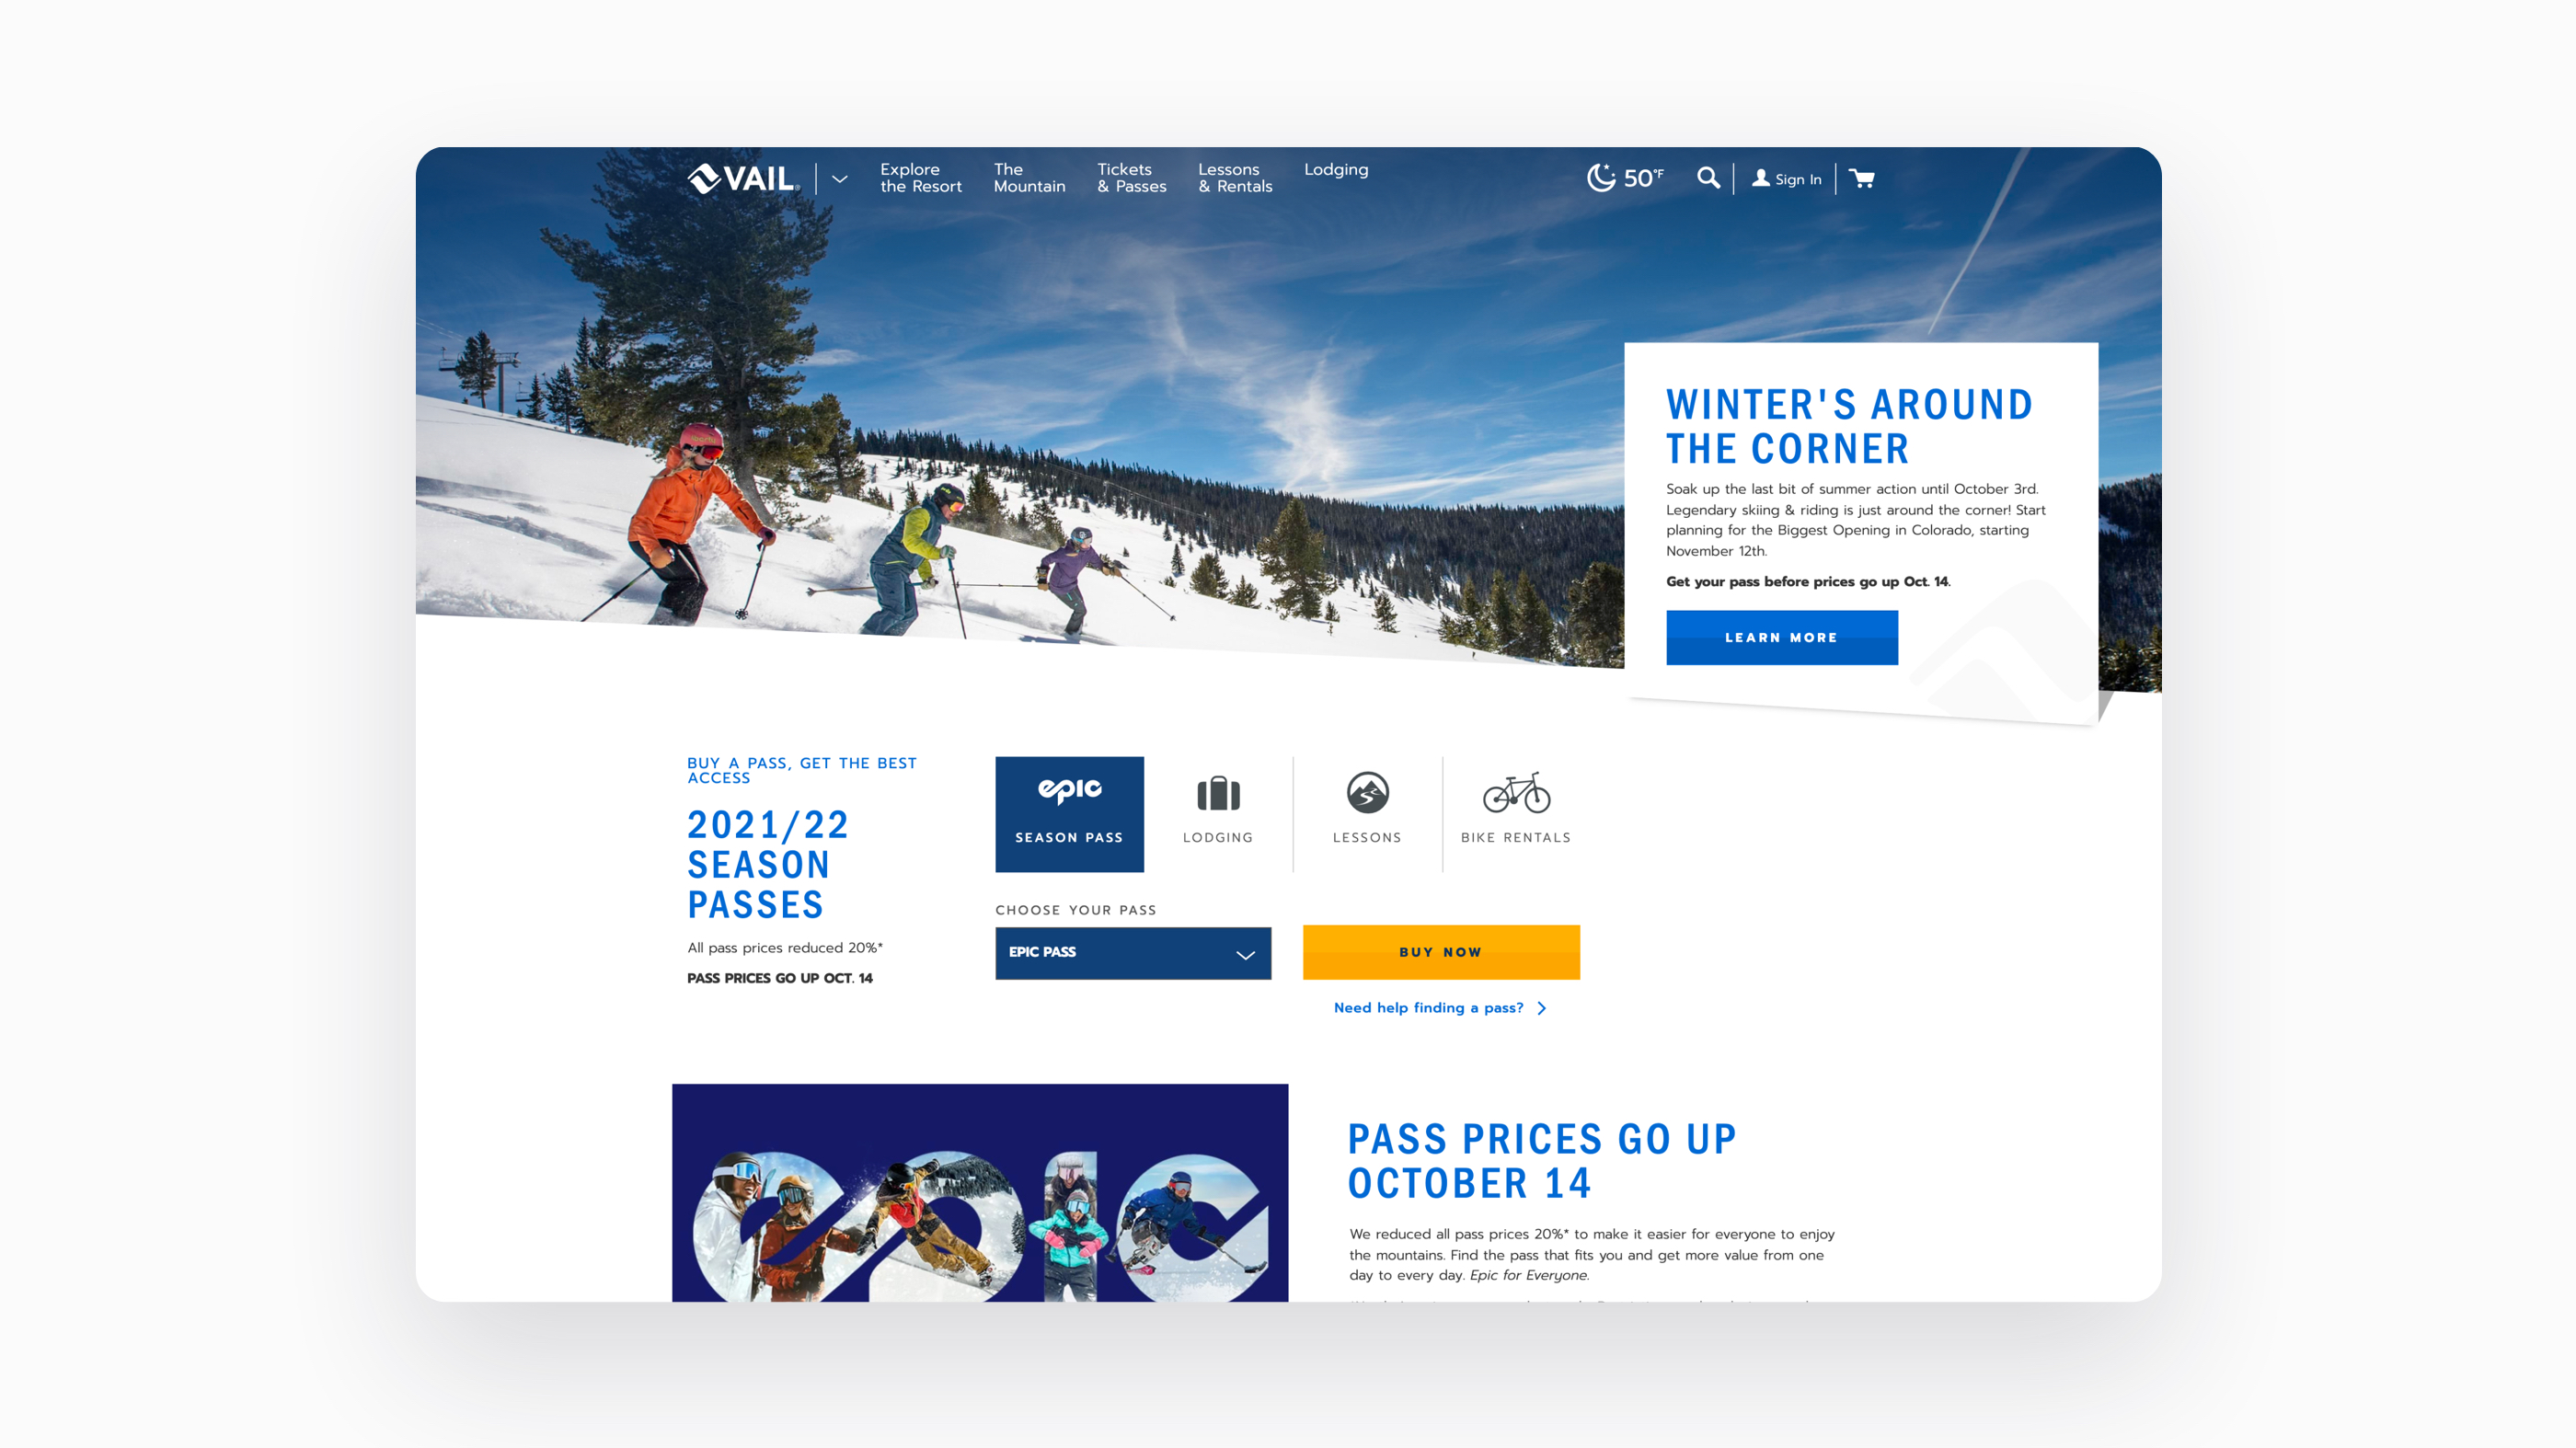 VAIL
Explore
the Resort
The
Mountain
Tickets
& Passes
Lessons
& Rentals
Lodging
50°F
Sign In
WINTER'S AROUND
THE CORNER
Soak up the last bit of summer action until October 3rd.
Legendary skiing & riding is just around the corner! Start
planning for the Biggest Opening in Colorado, starting
November 12th.
Get your pass before prices go up Oct. 14.
LEARN MORE
BUY A PASS, GET THE BEST
ACCESS
2021/22
SEASON
PASSES
All pass prices reduced 20%*
PASS PRICES GO UP OCT. 14
epic
SEASON PASS
LODGING
LESSONS
BIKE RENTALS
CHOOSE YOUR PASS
EPIC PASS
BUY NOW
Need help finding a pass?
epic
PASS PRICES GO UP
OCTOBER 14
We reduced all pass prices 20%* to make it easier for everyone to enjoy
the mountains. Find the pass that fits you and get more value from one
day to every day. Epic for Everyone.